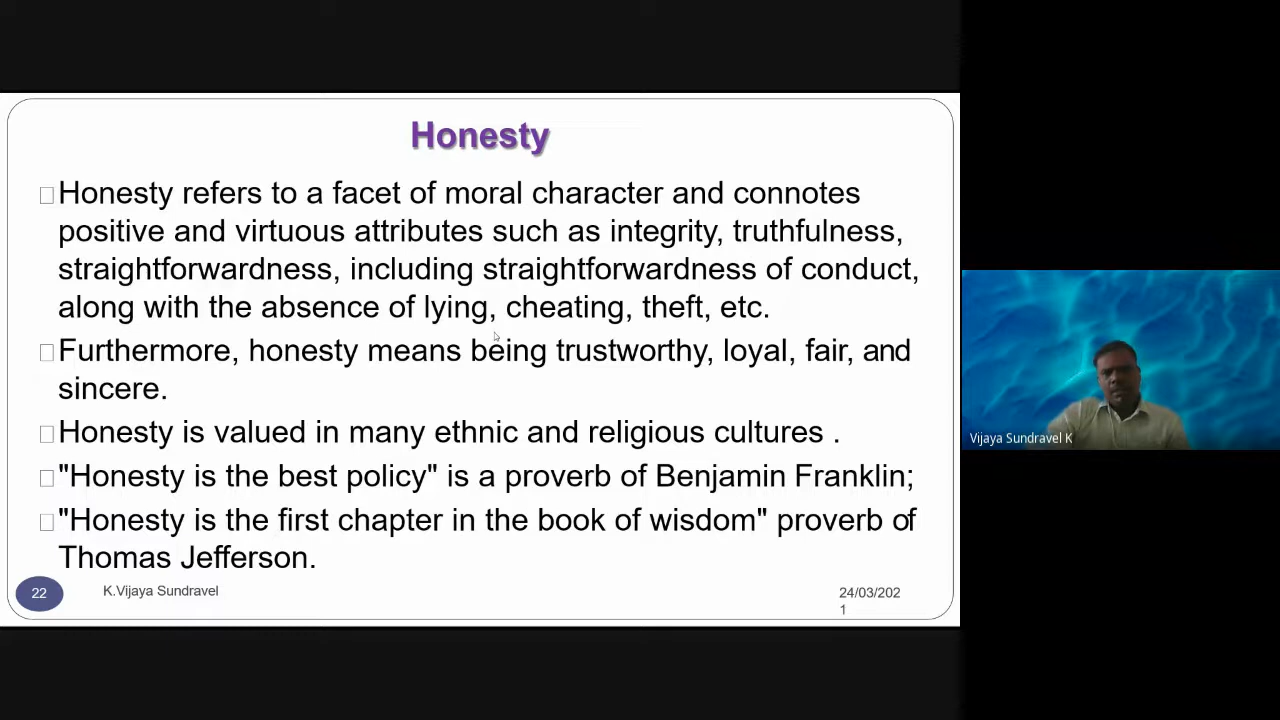 Honesty
Honesty refers to a facet of moral character and connotes
positive and virtuous attributes such as integrity, truthfulness,
straightforwardness, including straightforwardness of conduct,
along with the absence of lying, cheating, theft, etc.
Furthermore, honesty means being trustworthy, loyal, fair, and
sincere.
Honesty is valued in many ethnic and religious cultures .
"Honesty is the best policy" is a proverb of Benjamin Franklin;
"Honesty is the first chapter in the book of wisdom" proverb of
Thomas Jefferson.
22
K.Vijaya Sundravel
24/03/202
1
Vijaya Sundravel K